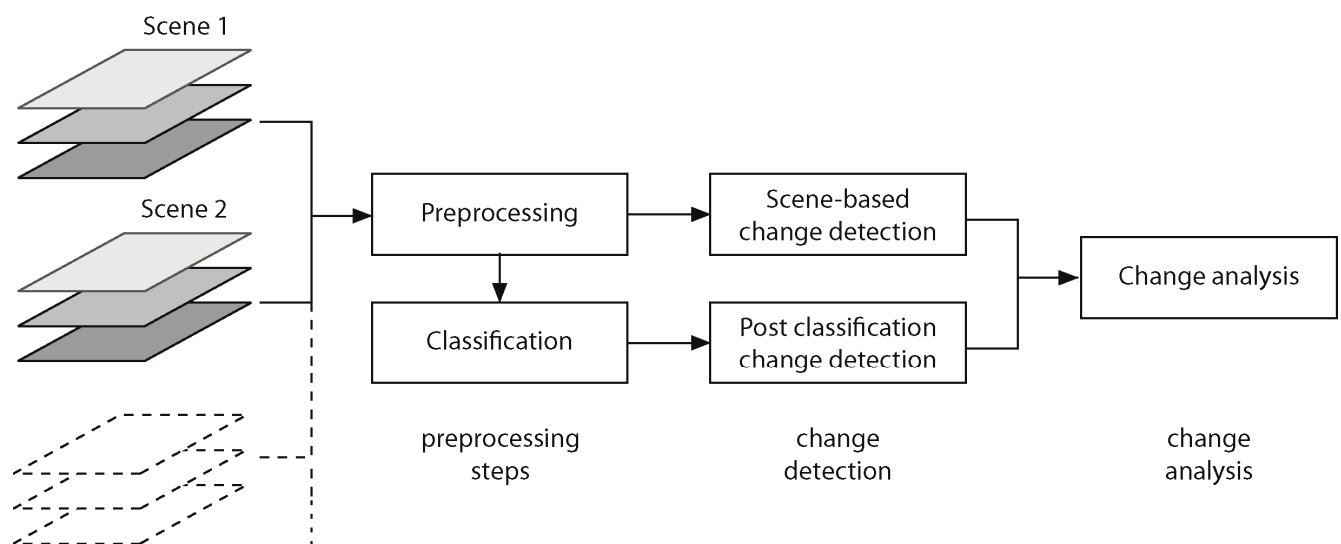 Scene 1
Scene 2
Preprocessing
Scene-based
change detection
Change analysis
Classification
Post classification
change detection
preprocessing
steps
change
detection
change
analysis